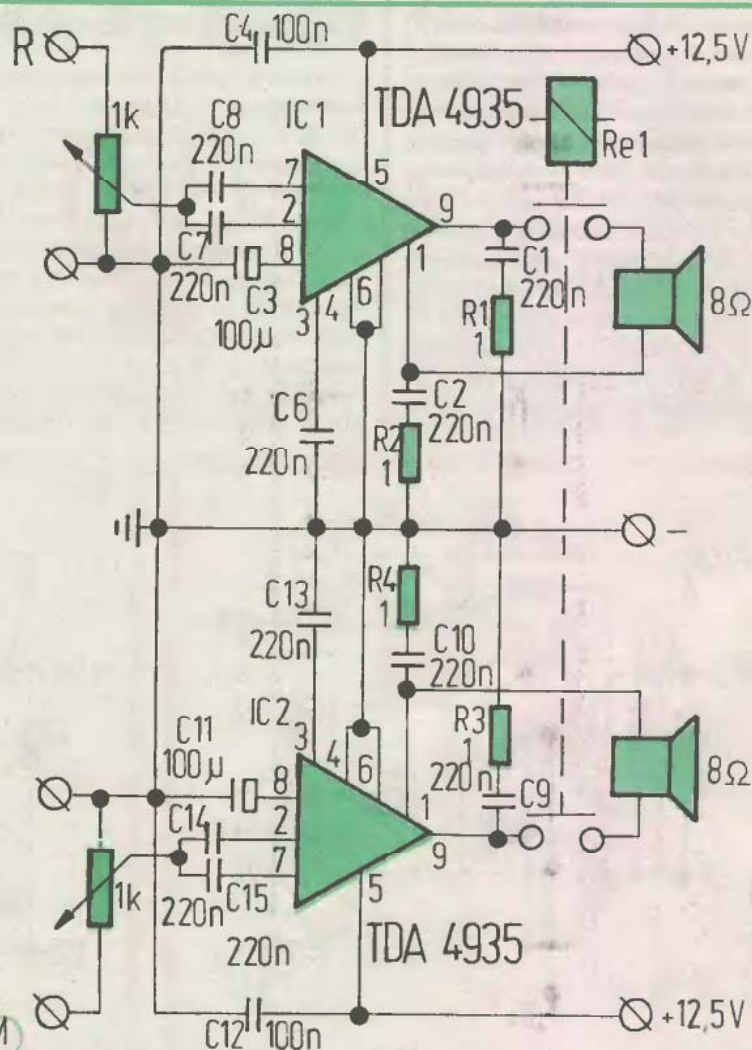 C4 100n
R
+12,5V
1k
C8
220n
IC1
TDA 4935
Re1
7
5
2
9
C7
220n
8
C3
100µ
6
1
3
4
C1
220n
R1
1
8Ω
C6
220n
C2
220n
R2
1
-
C13
220n
R4
1
C10
220n
IC2
C11
100µ
3
4
6
R3
1
220n
C9
8Ω
8
2
1
C14
7
9
1k
220n
C15
220n
5
TDA 4935
C12
100n
+12,5V